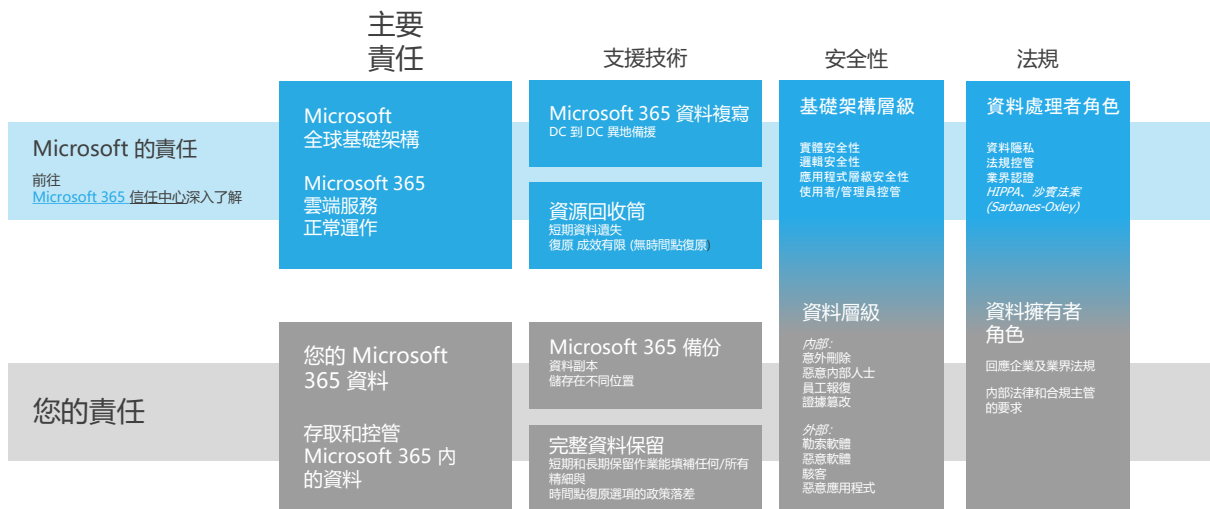 主要
責任
支援技術
安全性
法規
Microsoft 的責任
前往
Microsoft 365 信任中心深入了解
Microsoft
全球基礎架構
Microsoft 365
雲端服務
正常運作
Microsoft 365 資料複寫
DC 到 DC 異地備援
資源回收筒
短期資料遺失
復原 成效有限 (無時間點復原)
基礎架構層級
實體安全性
邏輯安全性
應用程式層級安全性
使用者/管理員控管
資料處理者角色
資料隱私
法規控管
業界認證
HIPPA、沙賓法案
(Sarbanes-Oxley)
您的責任
您的 Microsoft
365 資料
存取和控管
Microsoft 365 內
的資料
Microsoft 365 備份
資料副本
儲存在不同位置
完整資料保留
短期和長期保留作業能填補任何/所有
精細與
時間點復原選項的政策落差
資料層級
內部:
意外刪除
惡意內部人士
員工報復
證據篡改
外部:
勒索軟體
惡意軟體
駭客
惡意應用程式
資料擁有者
角色
回應企業及業界法規
內部法律和合規主管
的要求